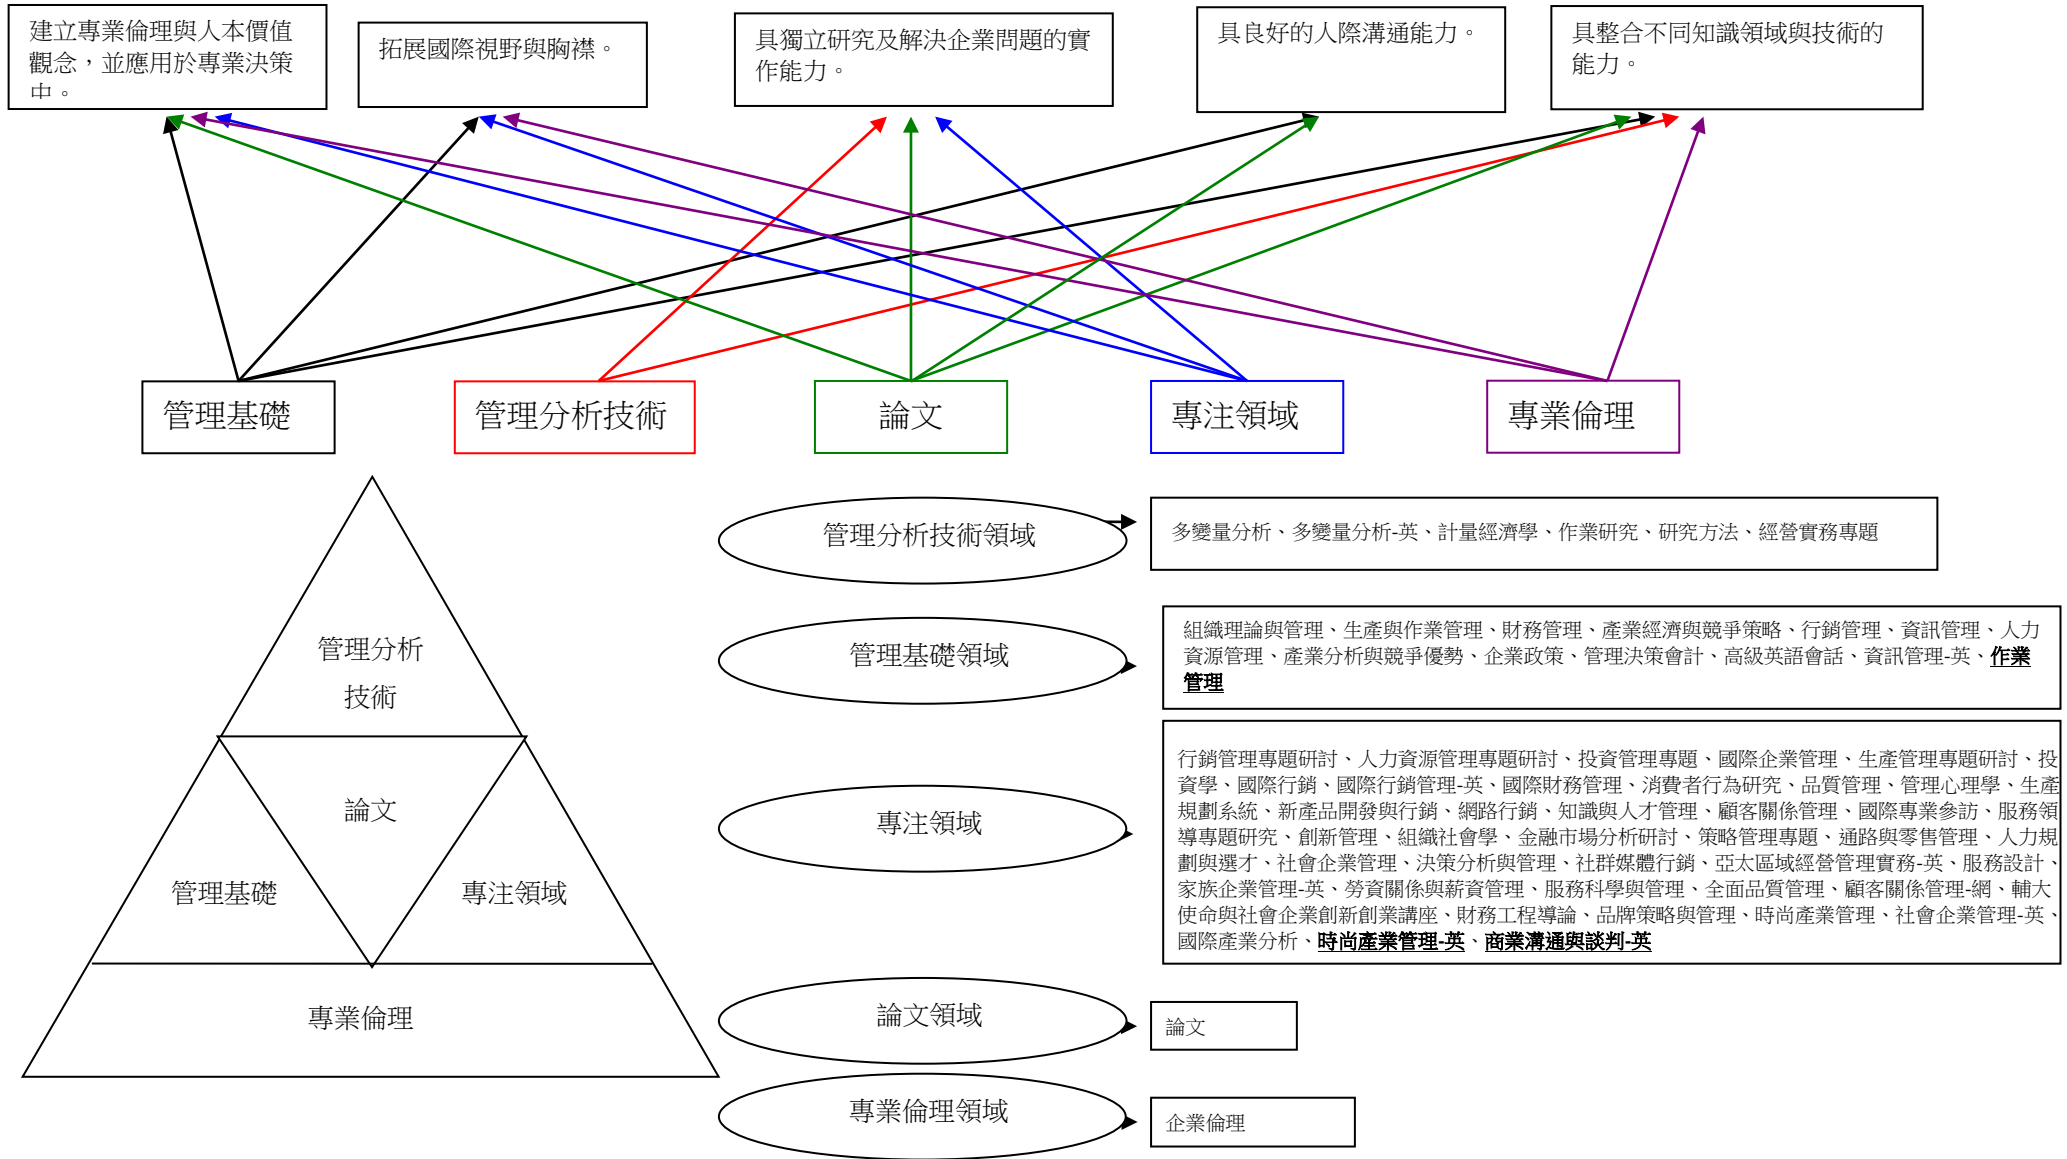 建立專業倫理與人本價值
觀念，並應用於專業決策
中。
拓展國際視野與胸襟。
具獨立研究及解決企業問題的實
作能力。
具良好的人際溝通能力。
具整合不同知識領域與技術的
能力。
管理基礎
管理分析技術
論文
專注領域
專業倫理
管理分析
技術
論文
管理基礎
專注領域
專業倫理
管理分析技術領域
多變量分析、多變量分析-英、計量經濟學、作業研究、研究方法、經營實務專題
管理基礎領域
組織理論與管理、生產與作業管理、財務管理、產業經濟與競爭策略、行銷管理、資訊管理、人力
資源管理、產業分析與競爭優勢、企業政策、管理決策會計、高級英語會話、資訊管理-英、作業
管理
專注領域
行銷管理專題研討、人力資源管理專題研討、投資管理專題、國際企業管理、生產管理專題研討、投
資學、國際行銷、國際行銷管理-英、國際財務管理、消費者行為研究、品質管理、管理心理學、生產
規劃系統、新產品開發與行銷、網路行銷、知識與人才管理、顧客關係管理、國際專業參訪、服務領
導專題研究、創新管理、組織社會學、金融市場分析研討、策略管理專題、通路與零售管理、人力規
劃與選才、社會企業管理、決策分析與管理、社群媒體行銷、亞太區域經營管理實務-英、服務設計、
家族企業管理-英、勞資關係與薪資管理、服務科學與管理、全面品質管理、顧客關係管理-網、輔大
使命與社會企業創新創業講座、財務工程導論、品牌策略與管理、時尚產業管理、社會企業管理-英、
國際產業分析、時尚產業管理-英、商業溝通與談判-英
論文領域
論文
專業倫理領域
企業倫理